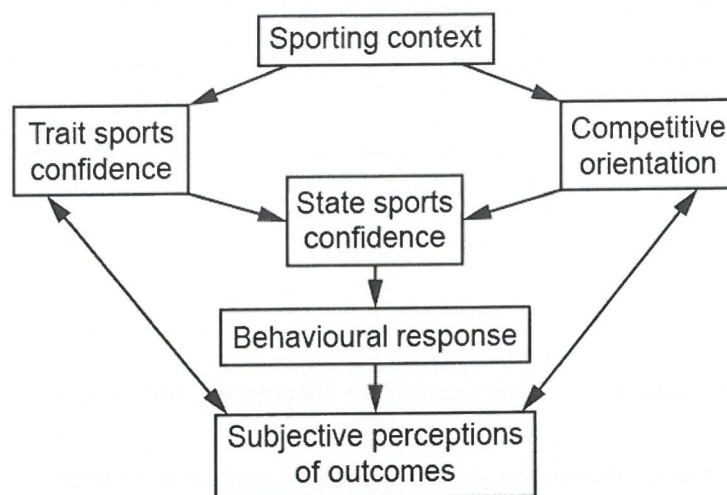 Sporting context
Trait sports
confidence
Competitive
orientation
State sports
confidence
Behavioural response
Subjective perceptions
of outcomes